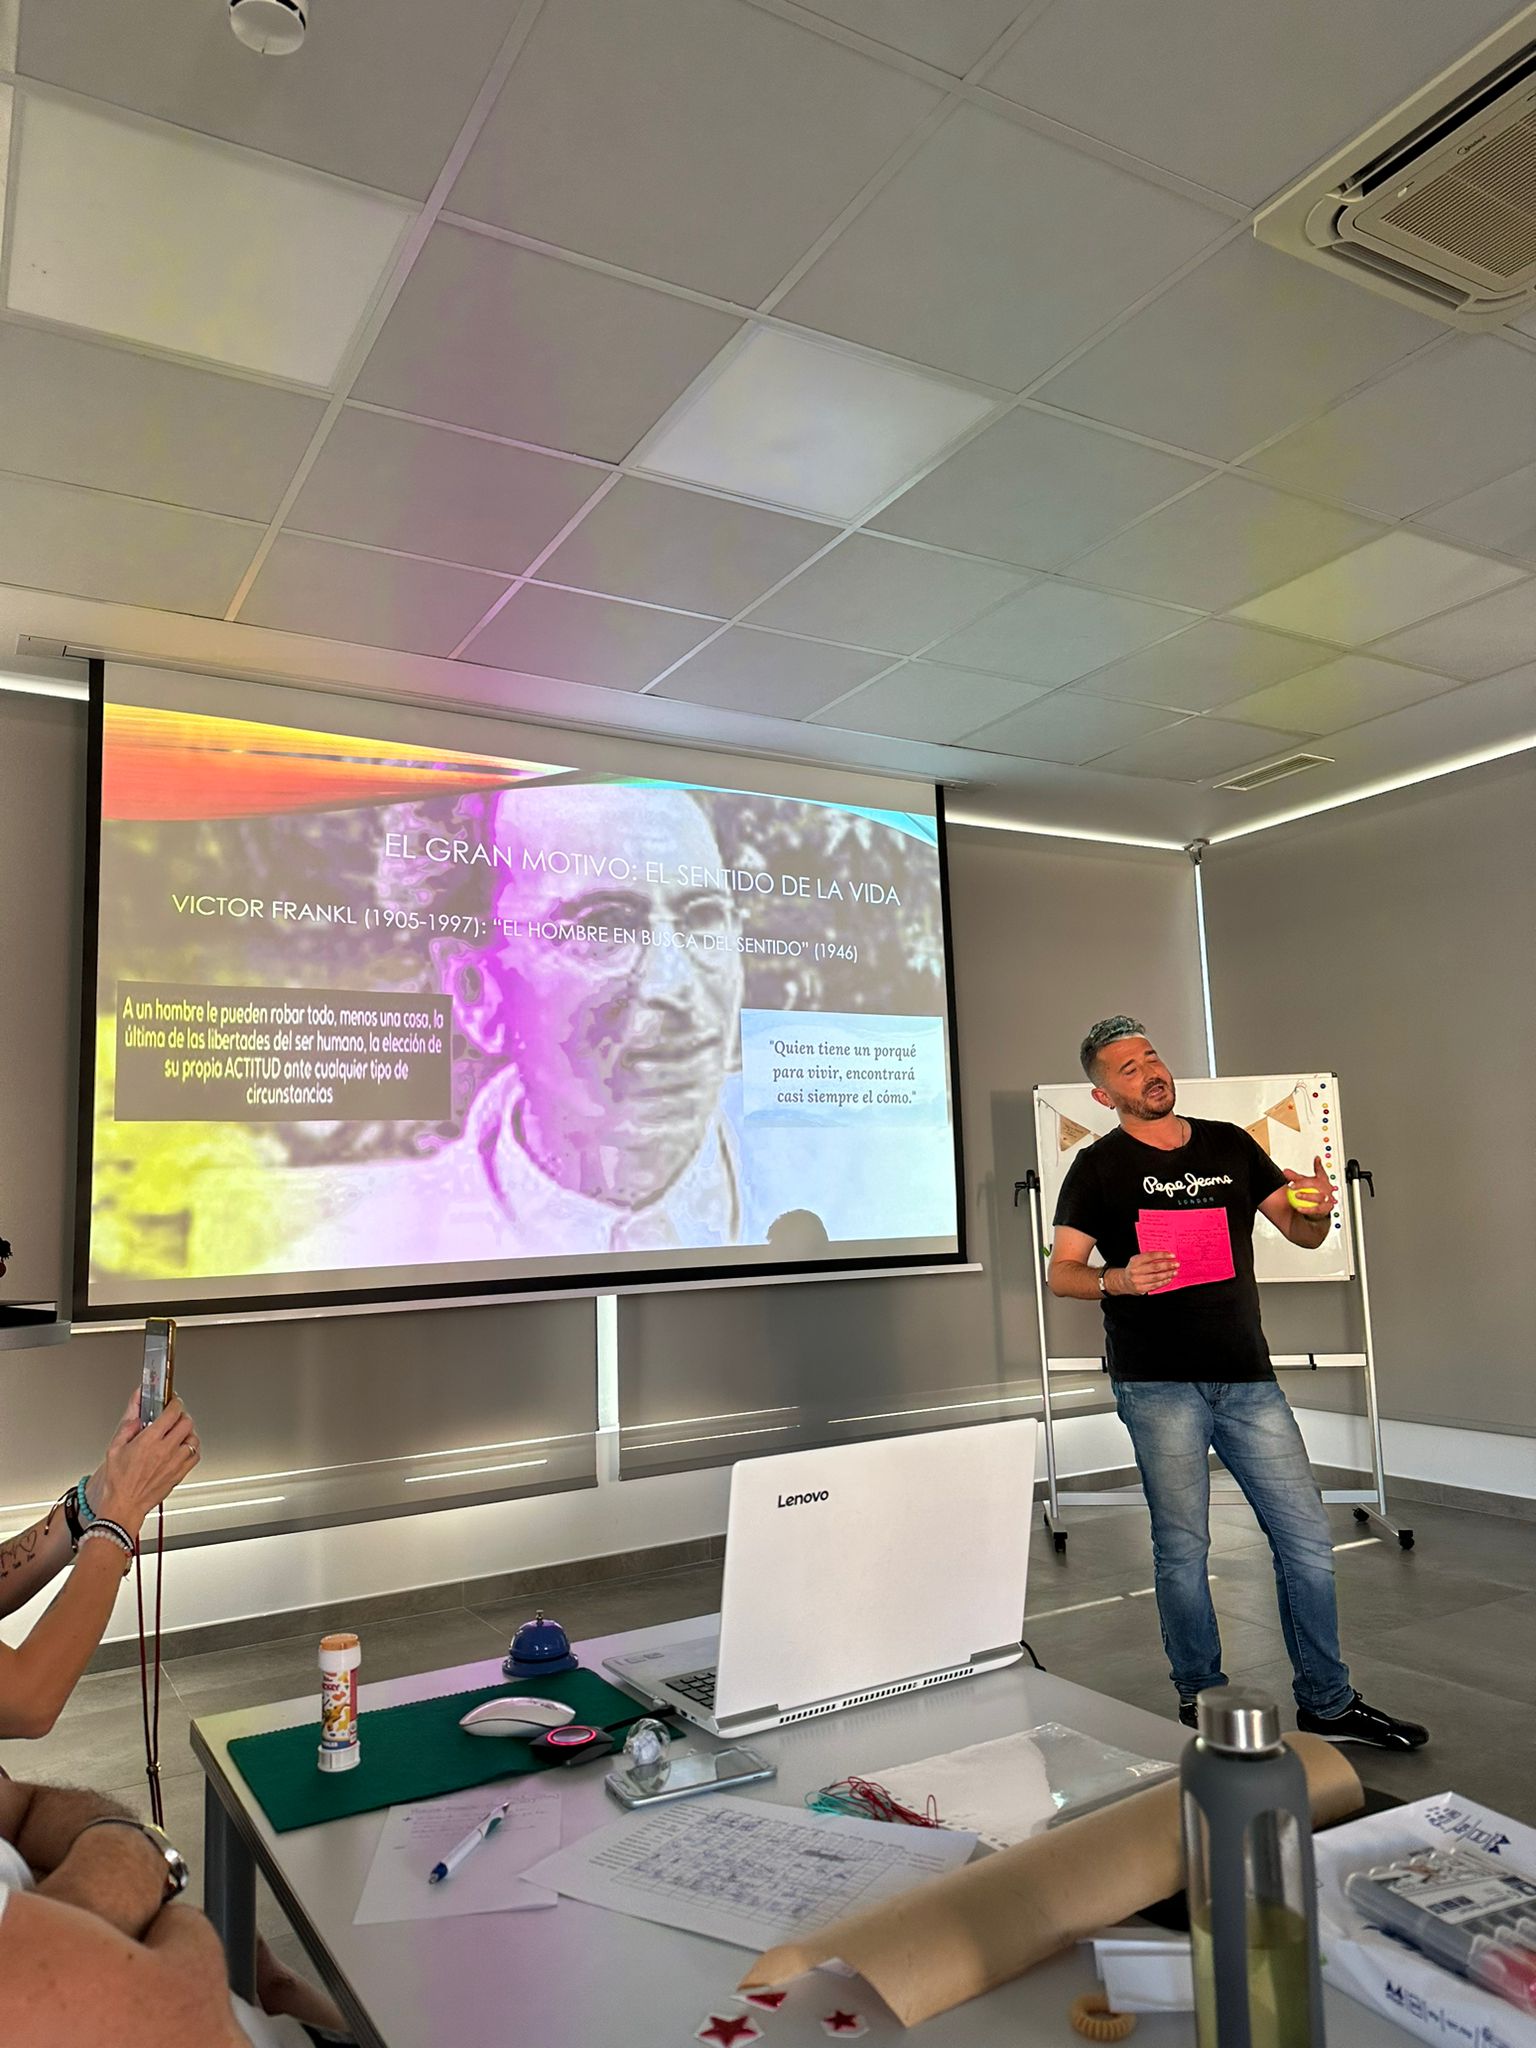 EL GRAN MOTIVO: EL SENTIDO DE LA VIDA
VICTOR FRANKL (1905-1997): "EL HOMBRE EN BUSCA DEL SENTIDO" (1946)
A un hombre le pueden robar todo, menos una cosa, la
última de las libertades del ser humano, la elección de
su propia ACTITUD ante cualquier tipo de
circunstancias
"Quien tiene un porqué
para vivir, encontrará
casi siempre el cómo."
Pepe Jeans
LONDON
Lenovo